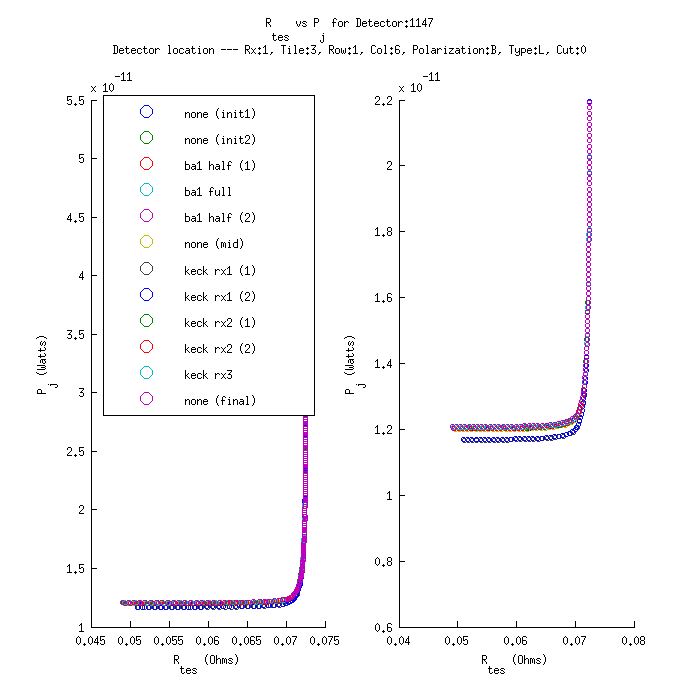 R tes vs P j for Detector:1147
Detector location --- Rx:1, Tile:3, Row:1, Col:6, Polarization:B, Type:L, Cut:0
x 10 -11
5.5
5
4.5
4
3.5
3
2.5
2
1.5
1
P j (Watts)
none (init1)
none (init2)
ba1 half (1)
ba1 full
ba1 half (2)
none (mid)
keck rx1 (1)
keck rx1 (2)
keck rx2 (1)
keck rx2 (2)
keck rx3
none (final)
0.045 0.05 0.055 0.06 0.065 0.07 0.075
R tes (Ohms)
x 10 -11
2.2
2
1.8
1.6
1.4
1.2
1
0.8
0.6
P j (Watts)
0.04 0.05 0.06 0.07 0.08
R tes (Ohms)